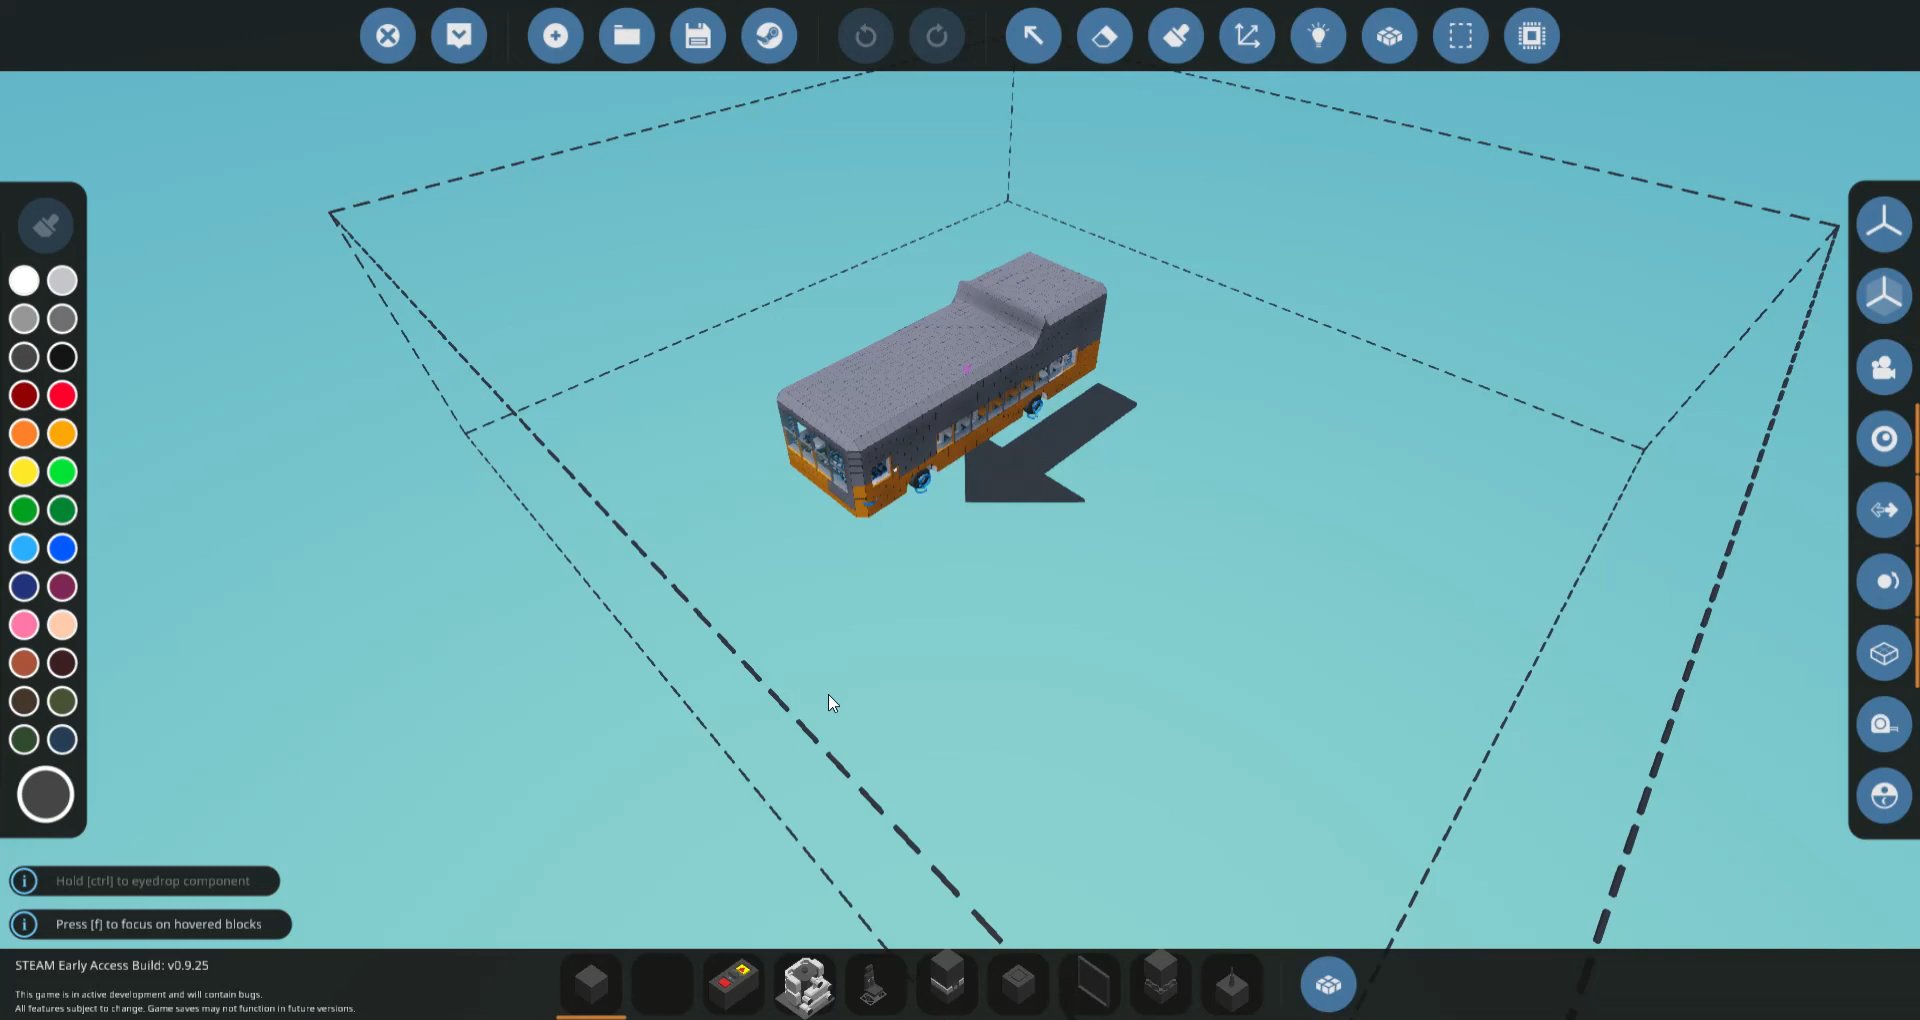 Hold [ctrl] to eyedrop component
Press [f] to focus on hovered blocks
STEAM Early Access Build: v0.9.25
This game is in active development and will contain bugs.
All features subject to change. Game saves may not function in future versions.